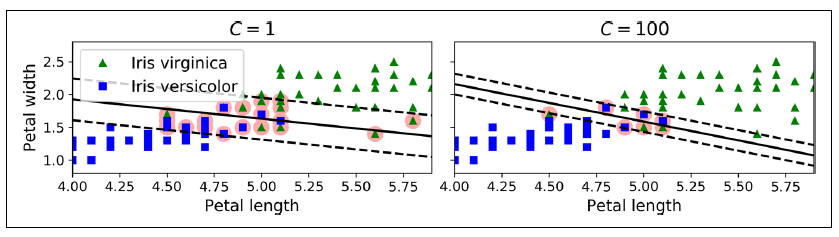 C = 1
C = 100
Iris virginica
Iris versicolor
Petal width
2.5
2.0
1.5
1.0
4.00 4.25 4.50 4.75 5.00 5.25 5.50 5.75
4.00 4.25 4.50 4.75 5.00 5.25 5.50 5.75
Petal length
Petal length